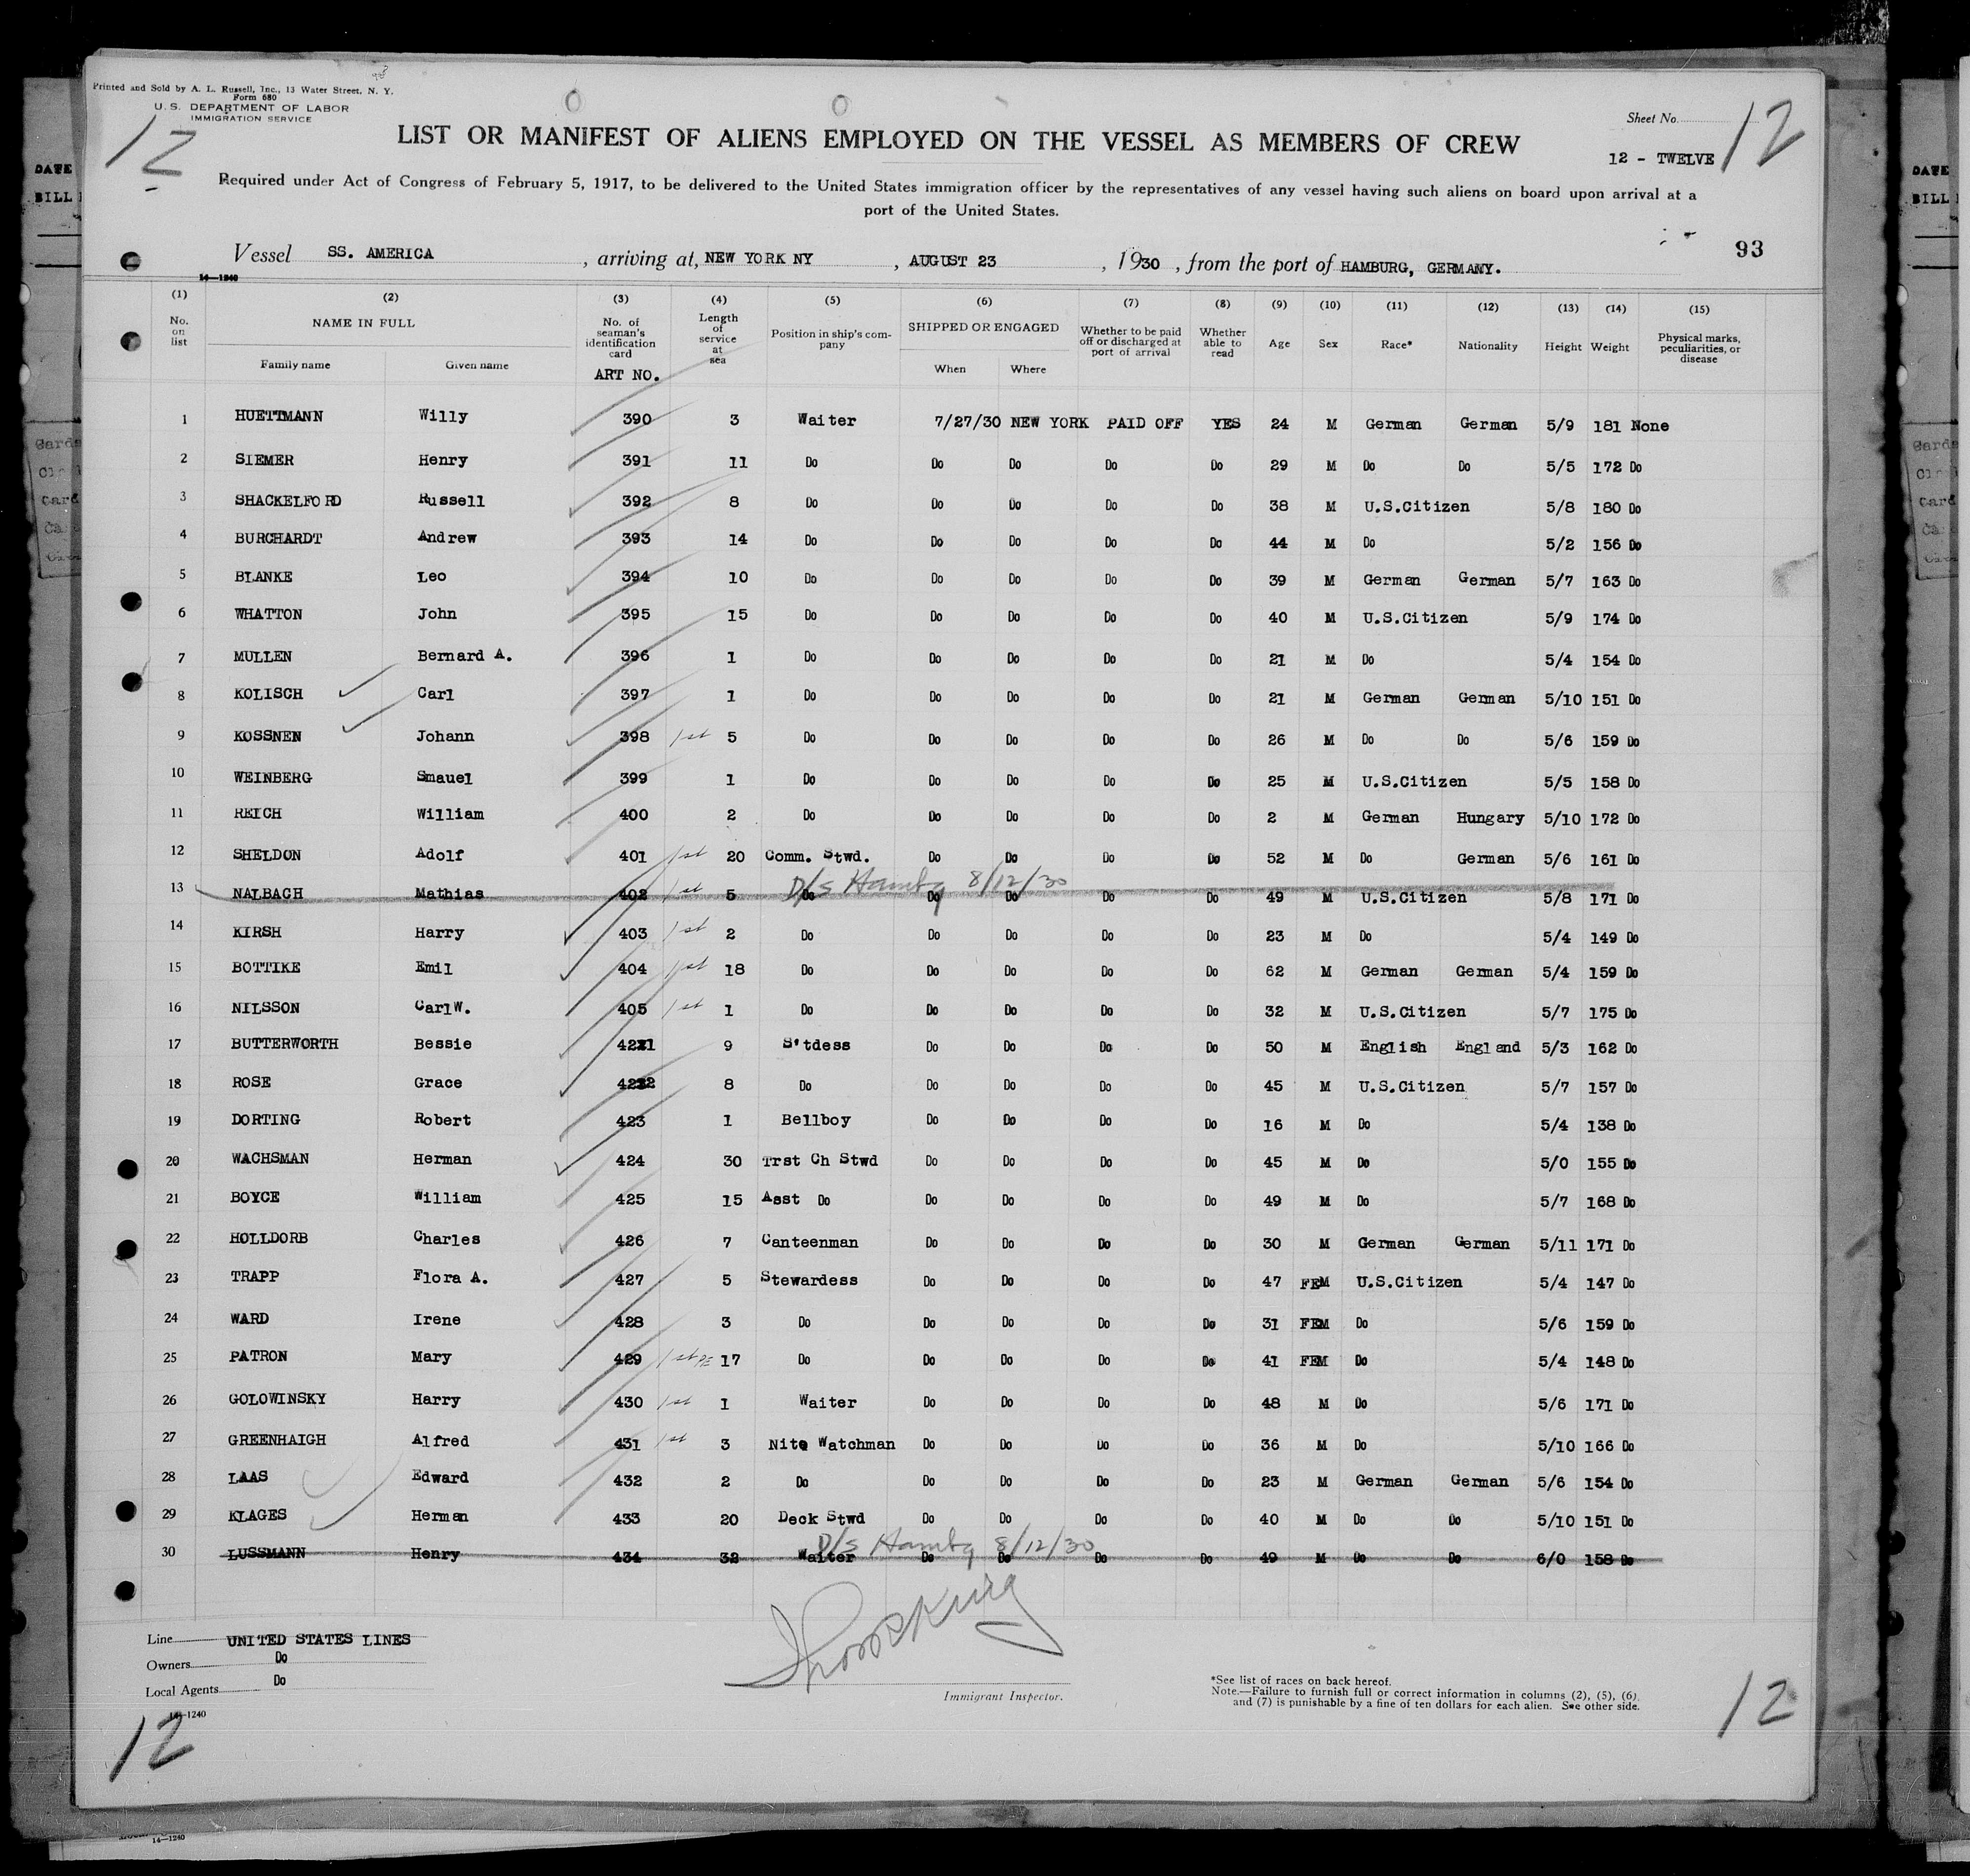 Printed and Sold by A. L. Russell, Inc., 13 Water Street, N. Y.
Form 680
U. S. DEPARTMENT OF LABOR
IMMIGRATION SERVICE
12
LIST OR MANIFEST OF ALIENS EMPLOYED ON THE VESSEL AS MEMBERS OF CREW
Sheet No.
12 - TWELVE
12
Required under Act of Congress of February 5, 1917, to be delivered to the United States immigration officer by the representatives of any vessel having such aliens on board upon arrival at a
port of the United States.
93
Vessel SS. AMERICA, arriving at, NEW YORK NY, AUGUST 23, 1930, from the port of HAMBURG, GERMANY.
14—1240
(1) (2) (3) (4) (5) (6) (7) (8) (9) (10) (11) (12) (13) (14) (15)
No. on list NAME IN FULL Family name Given name No. of seaman's identification card ART NO. Length of service at sea Position in ship's company SHIPPED OR ENGAGED When Where Whether to be paid off or discharged at port of arrival Whether able to read Age Sex Race* Nationality Height Weight Physical marks, peculiarities, or disease
1 HUETTMANN Willy 390 3 Waiter 7/27/30 NEW YORK PAID OFF YES 24 M German German 5/9 181 None
2 SIEMER Henry 391 11 Do Do Do Do Do 29 M Do Do 5/5 172 Do
3 SHACKELFORD Russell 392 8 Do Do Do Do Do 38 M U.S.Citizen 5/8 180 Do
4 BURCHARDT Andrew 393 14 Do Do Do Do Do 44 M Do 5/2 156 Do
5 BLANKE Leo 394 10 Do Do Do Do Do 39 M German German 5/7 163 Do
6 WHATTON John 395 15 Do Do Do Do Do 40 M U.S.Citizen 5/9 174 Do
7 MULLEN Bernard A. 396 1 Do Do Do Do Do 21 M Do 5/4 154 Do
8 KOLISCH Carl 397 1 Do Do Do Do Do 21 M German German 5/10 151 Do
9 KOSSNEN Johann 398 1st 5 Do Do Do Do Do 26 M Do Do 5/6 159 Do
10 WEINBERG Smauel 399 1 Do Do Do Do Do 25 M U.S.Citizen 5/5 158 Do
11 REICH William 400 2 Do Do Do Do Do 2 M German Hungary 5/10 172 Do
12 SHELDON Adolf 401 1st 20 Comm. Stwd. Do Do Do Do 52 M Do German 5/6 161 Do
D/s Hambg 8/12/30
13 NALBACH Mathias 402 1st 5 Do Do Do Do Do 49 M U.S.Citizen 5/8 171 Do
14 KIRSH Harry 403 1st 2 Do Do Do Do Do 23 M Do 5/4 149 Do
15 BOTTIKE Emil 404 1st 18 Do Do Do Do Do 62 M German German 5/4 159 Do
16 NILSSON Carl W. 405 1st 1 Do Do Do Do Do 32 M U.S.Citizen 5/7 175 Do
17 BUTTERWORTH Bessie 421 9 S'tdess Do Do Do Do 50 M English England 5/3 162 Do
18 ROSE Grace 422 8 Do Do Do Do Do 45 M U.S.Citizen 5/7 157 Do
19 DORTING Robert 423 1 Bellboy Do Do Do Do 16 M Do 5/4 138 Do
20 WACHSMAN Herman 424 30 Trst Ch Stwd Do Do Do Do 45 M Do 5/0 155 Do
21 BOYCE William 425 15 Asst Do Do Do Do Do 49 M Do 5/7 168 Do
22 HOLLDORB Charles 426 7 Canteenman Do Do Do Do 30 M German German 5/11 171 Do
23 TRAPP Flora A. 427 5 Stewardess Do Do Do Do 47 FEM U.S.Citizen 5/4 147 Do
24 WARD Irene 428 3 Do Do Do Do Do 31 FEM Do 5/6 159 Do
25 PATRON Mary 429 1st 17 Do Do Do Do Do 41 FEM Do 5/4 148 Do
26 GOLOWINSKY Harry 430 1st 1 Waiter Do Do Do Do 48 M Do 5/6 171 Do
27 GREENHAIGH Alfred 431 1st 3 Nite Watchman Do Do Do Do 36 M Do 5/10 166 Do
28 LAAS Edward 432 2 Do Do Do Do Do 23 M German German 5/6 154 Do
29 KLAGES Herman 433 20 Deck Stwd Do Do Do Do 40 M Do Do 5/10 151 Do
D/s Hambg 8/12/30
30 LUSSMANN Henry 434 32 Waiter Do Do Do Do 49 M Do Do 6/0 158 Do
Line UNITED STATES LINES
Owners Do
Local Agents Do
14—1240
Immigrant Inspector.
*See list of races on back hereof.
Note.—Failure to furnish full or correct information in columns (2), (5), (6),
and (7) is punishable by a fine of ten dollars for each alien. See other side.
12
12
14—1240